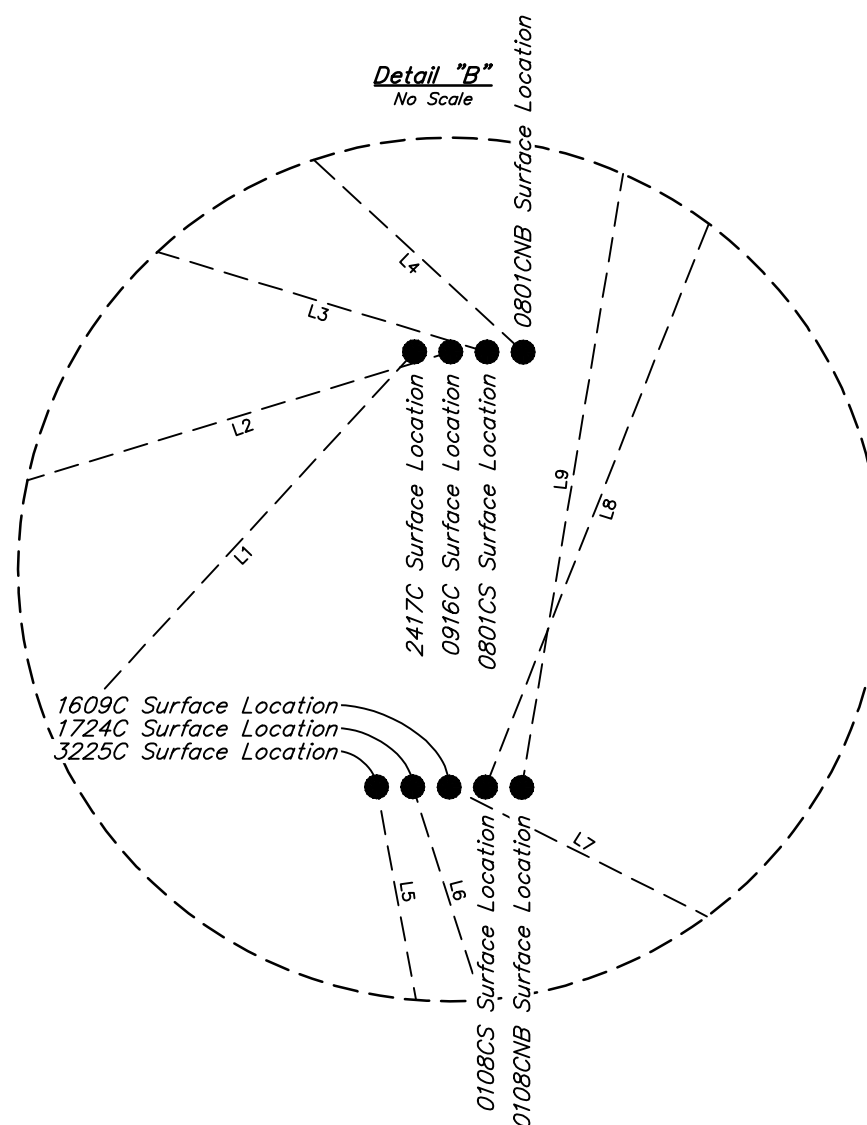 Detail "B"
No Scale
0801CNB Surface Location
L4
L3
L2
L1
L9
L8
2417C Surface Location
0916C Surface Location
0801CS Surface Location
1609C Surface Location
1724C Surface Location
3225C Surface Location
L7
L5
L6
0108CS Surface Location
0108CNB Surface Location